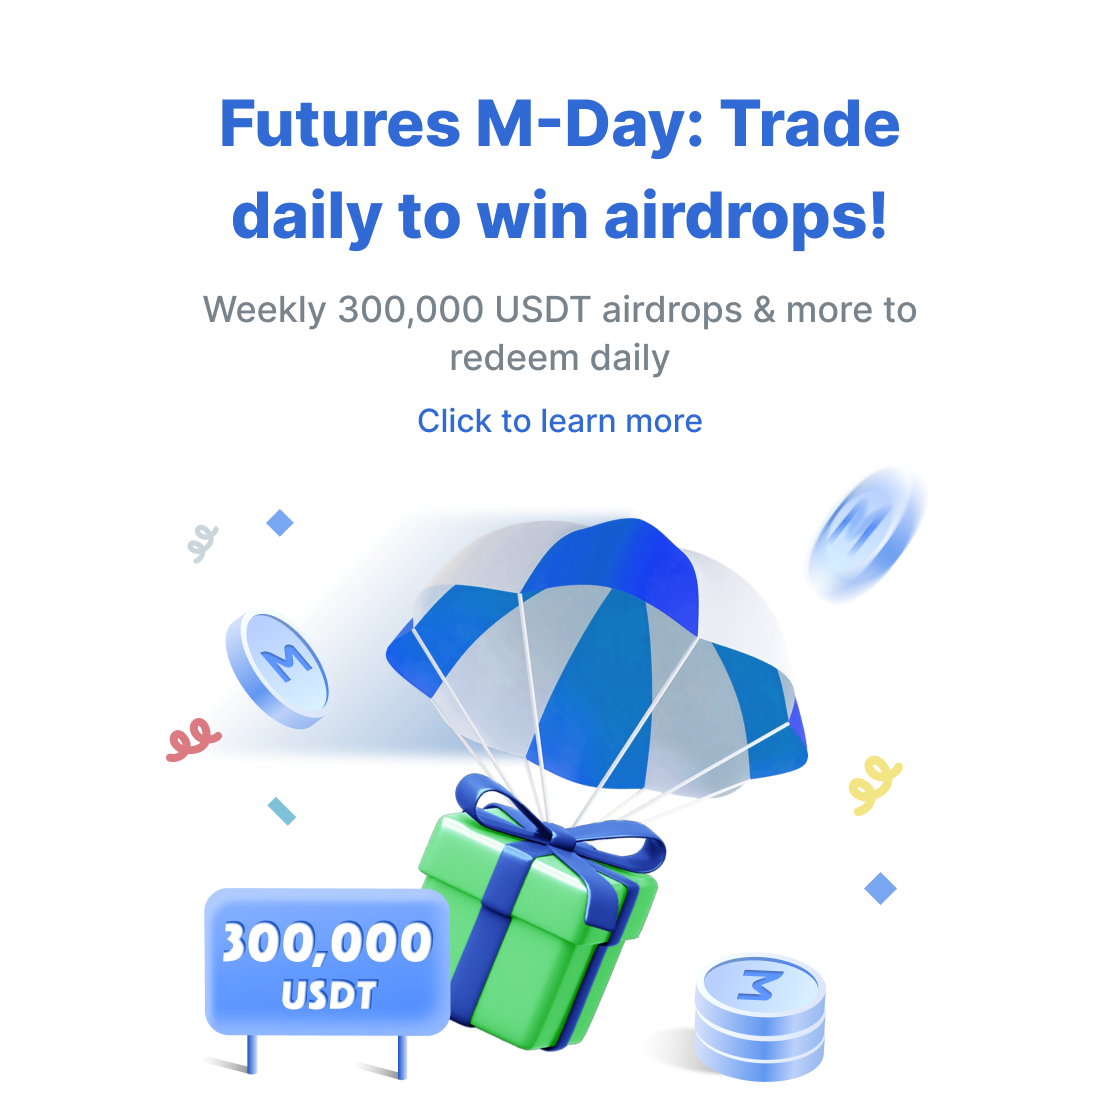 Futures M-Day: Trade
daily to win airdrops!
Weekly 300,000 USDT airdrops & more to
redeem daily
Click to learn more
M
M
300,000
USDT
M